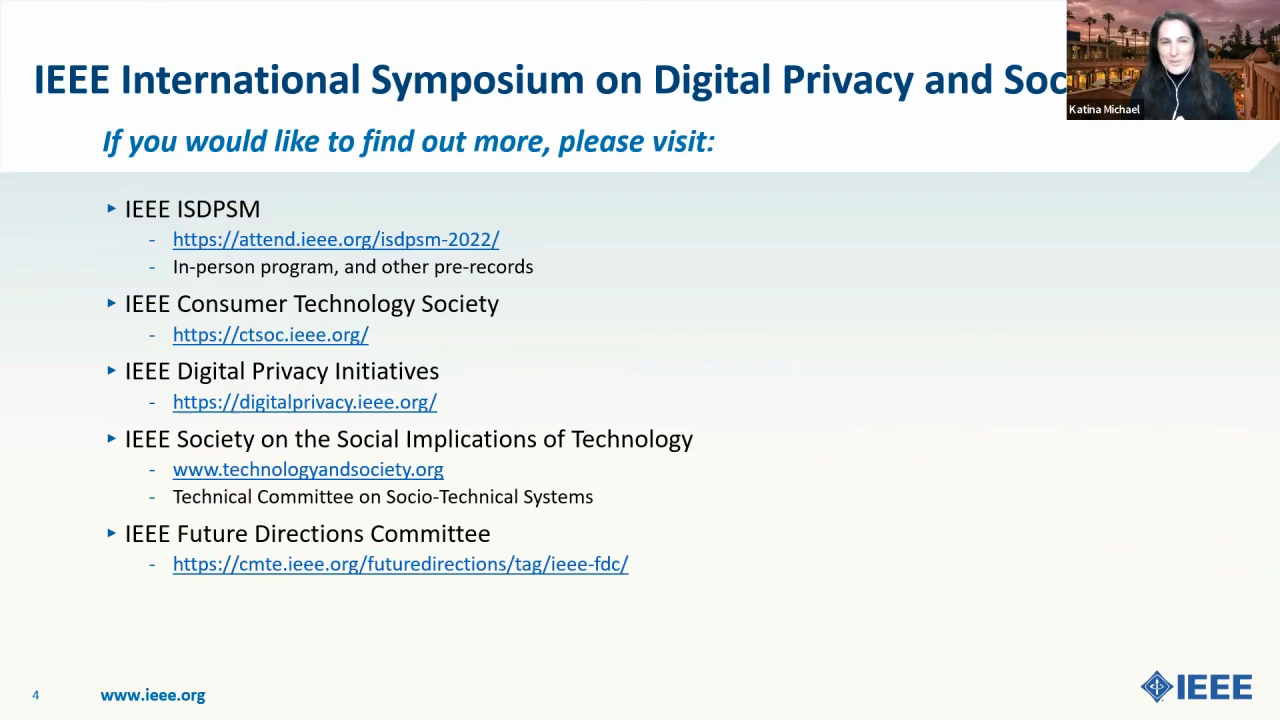 IEEE International Symposium on Digital Privacy and Soc
Katina Michael
If you would like to find out more, please visit:
▸ IEEE ISDPSM
- https://attend.ieee.org/isdpsm-2022/
- In-person program, and other pre-records
▸ IEEE Consumer Technology Society
- https://ctsoc.ieee.org/
▸ IEEE Digital Privacy Initiatives
- https://digitalprivacy.ieee.org/
▸ IEEE Society on the Social Implications of Technology
- www.technologyandsociety.org
- Technical Committee on Socio-Technical Systems
▸ IEEE Future Directions Committee
- https://cmte.ieee.org/futuredirections/tag/ieee-fdc/
4 www.ieee.org
IEEE